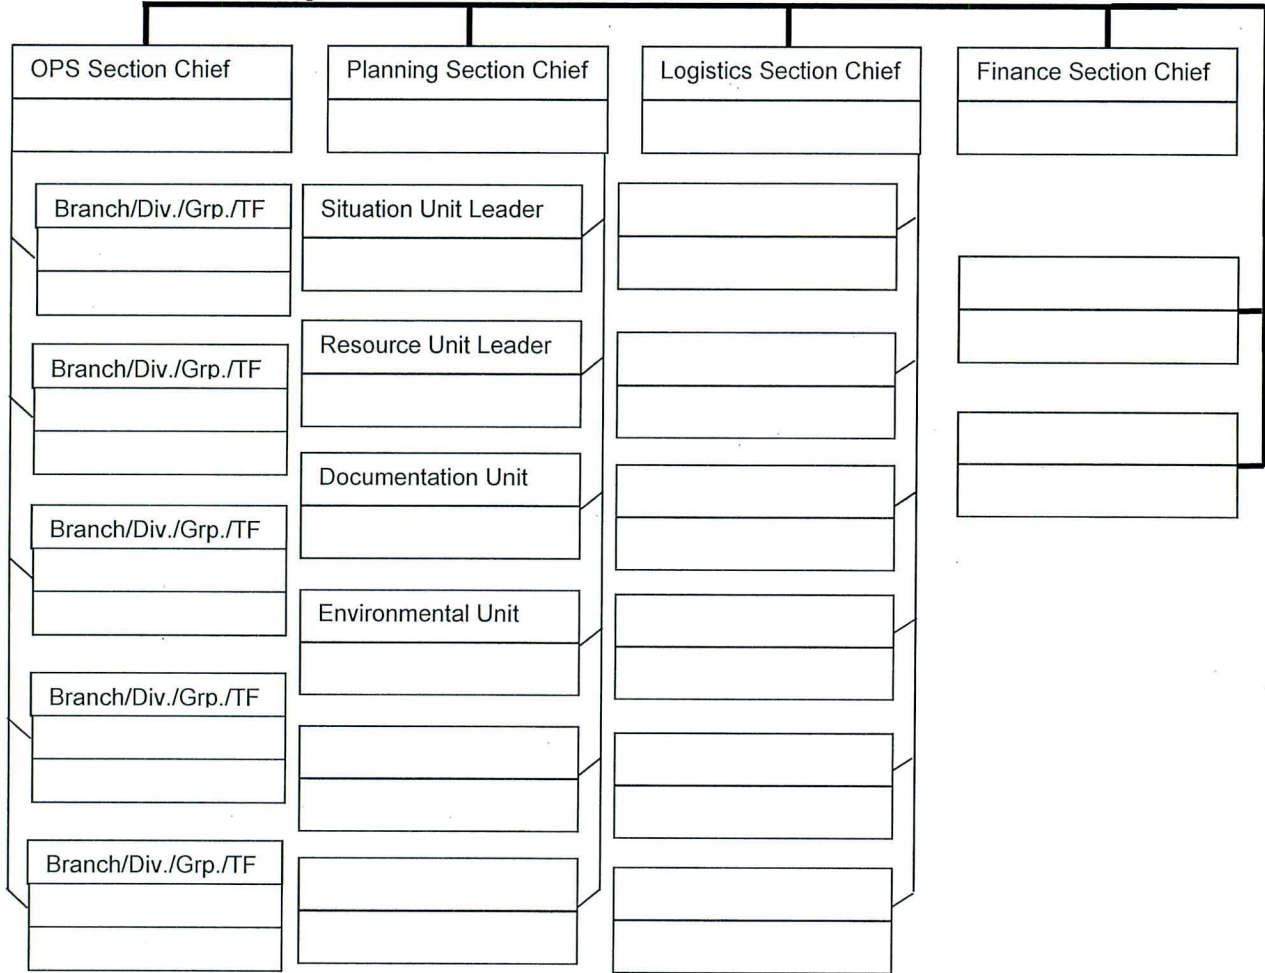 OPS Section Chief
Planning Section Chief
Logistics Section Chief
Finance Section Chief
Branch/Div./Grp./TF
Situation Unit Leader
Branch/Div./Grp./TF
Resource Unit Leader
Branch/Div./Grp./TF
Documentation Unit
Branch/Div./Grp./TF
Environmental Unit
Branch/Div./Grp./TF